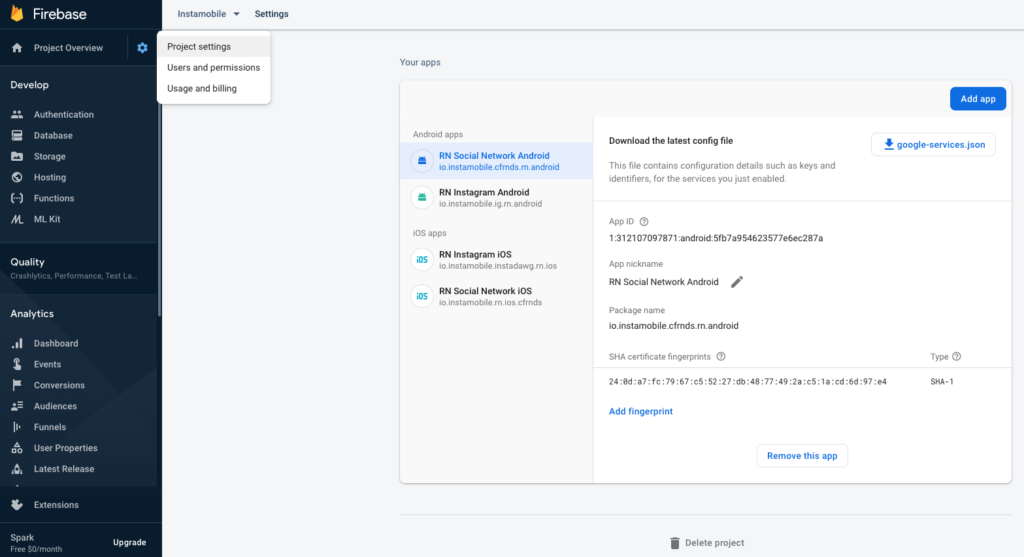 Firebase
Project Overview
Develop
Authentication
Database
Storage
Hosting
Functions
ML Kit
Quality
Crashlytics, Performance, Test La...
Analytics
Dashboard
Events
Conversions
Audiences
Funnels
User Properties
Latest Release
Extensions
Spark
Free $0/month
Upgrade
Instamobile
Settings
Project settings
Users and permissions
Usage and billing
Your apps
Add app
Android apps
RN Social Network Android
io.instamobile.cfrnds.rn.android
RN Instagram Android
io.instamobile.ig.rn.android
iOS apps
iOS
RN Instagram iOS
io.instamobile.instadawg.rn.ios
iOS
RN Social Network iOS
io.instamobile.rn.ios.cfrnds
Download the latest config file
google-services.json
This file contains configuration details such as keys and
identifiers, for the services you just enabled.
App ID
1:312107097871:android:5fb7a954623577e6ec287a
App nickname
RN Social Network Android
Package name
io.instamobile.cfrnds.rn.android
SHA certificate fingerprints
Type
24:0d:a7:fc:79:67:c5:52:27:db:48:77:49:2a:c5:1a:cd:6d:97:e4
SHA-1
Add fingerprint
Remove this app
Delete project